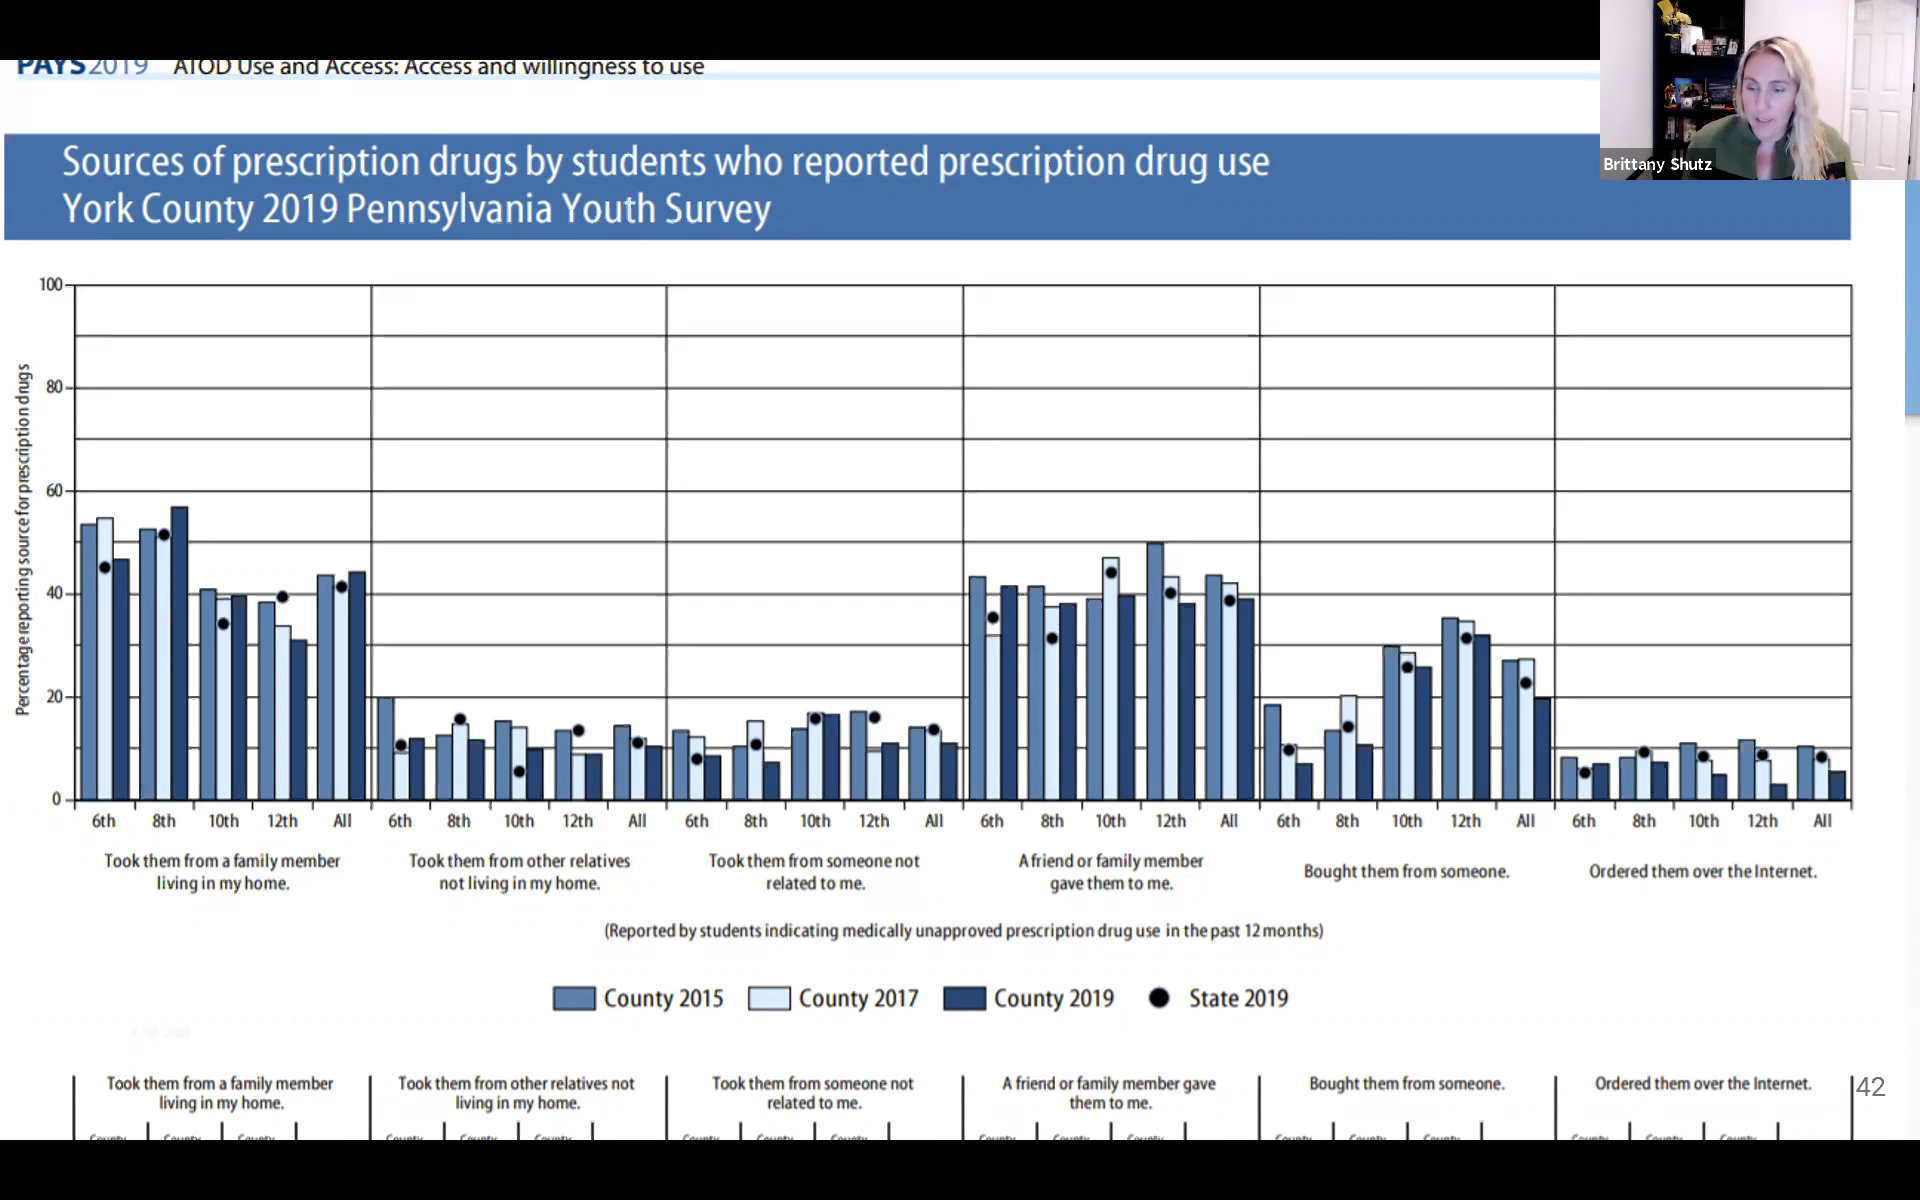 PAYS2019 ATOD Use and Access: Access and willingness to use
Brittany Shutz
Sources of prescription drugs by students who reported prescription drug use
York County 2019 Pennsylvania Youth Survey
Percentage reporting source for prescription drugs
100
80
60
40
20
0
6th 8th 10th 12th All 6th 8th 10th 12th All 6th 8th 10th 12th All 6th 8th 10th 12th All 6th 8th 10th 12th All 6th 8th 10th 12th All
Took them from a family member
living in my home.
Took them from other relatives
not living in my home.
Took them from someone not
related to me.
A friend or family member
gave them to me.
Bought them from someone.
Ordered them over the Internet.
(Reported by students indicating medically unapproved prescription drug use in the past 12 months)
County 2015 County 2017 County 2019 State 2019
Took them from a family member
living in my home.
Took them from other relatives not
living in my home.
Took them from someone not
related to me.
A friend or family member gave
them to me.
Bought them from someone.
Ordered them over the Internet.
42